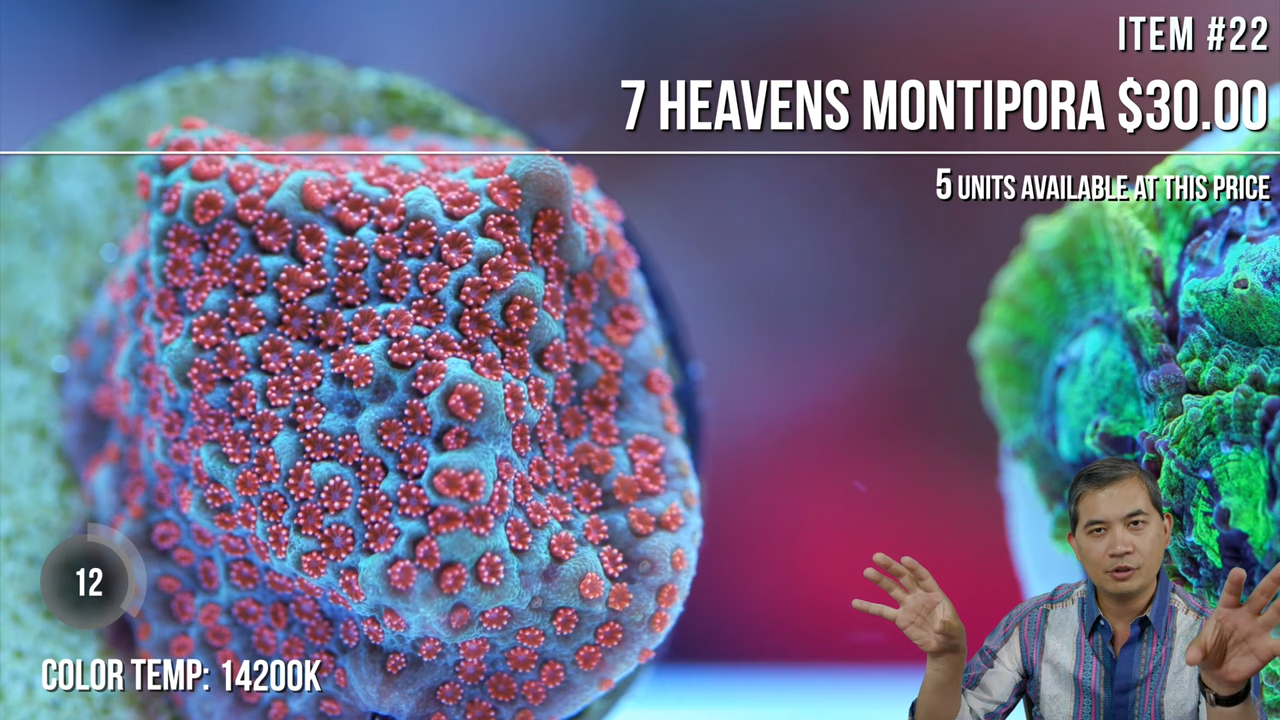 ITEM #22
7 HEAVENS MONTIPORA $30.00
5 UNITS AVAILABLE AT THIS PRICE
12
COLOR TEMP: 14200K